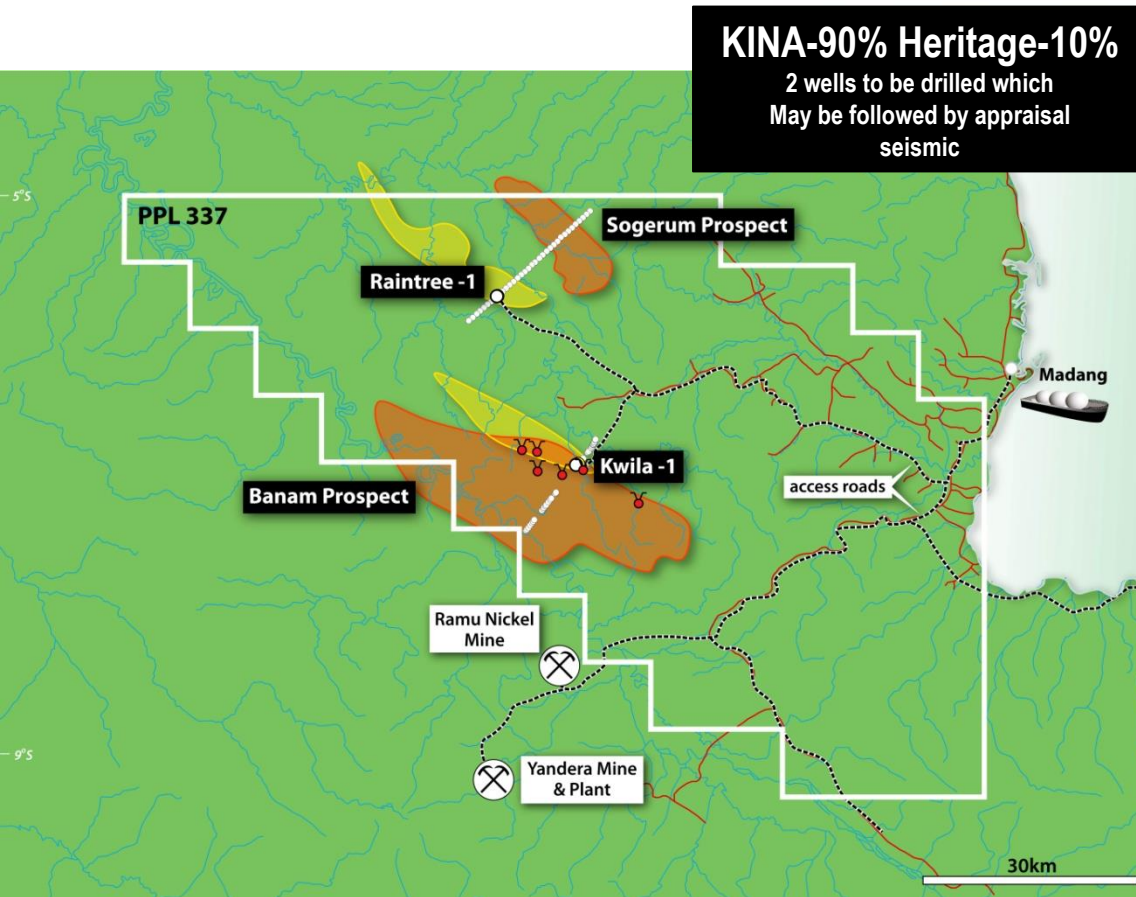 KINA-90% Heritage-10%
2 wells to be drilled which
May be followed by appraisal
seismic
5°S
PPL 337
Sogerum Prospect
Raintree -1
Madang
Kwila -1
Banam Prospect
access roads
Ramu Nickel
Mine
9°S
Yandera Mine
& Plant
30km